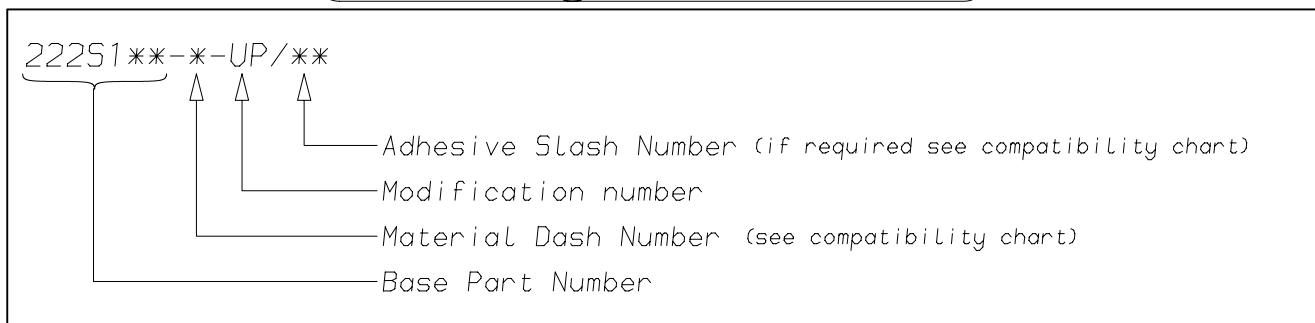 222S1**-*-UP/**
Adhesive Slash Number (if required see compatibility chart)
Modification number
Material Dash Number (see compatibility chart)
Base Part Number